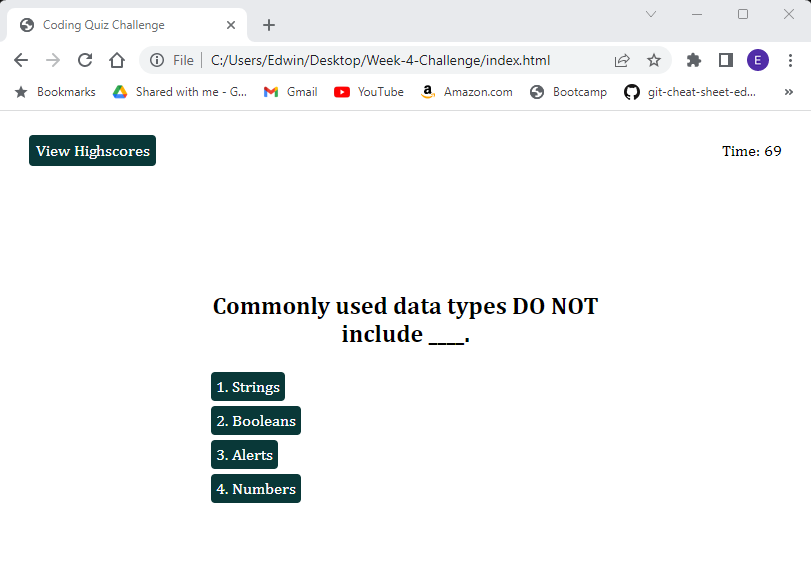 Coding Quiz Challenge
File C:/Users/Edwin/Desktop/Week-4-Challenge/index.html E
Bookmarks Shared with me - G... Gmail YouTube Amazon.com Bootcamp git-cheat-sheet-ed... »
View Highscores Time: 69
Commonly used data types DO NOT
include ____.
1. Strings
2. Booleans
3. Alerts
4. Numbers